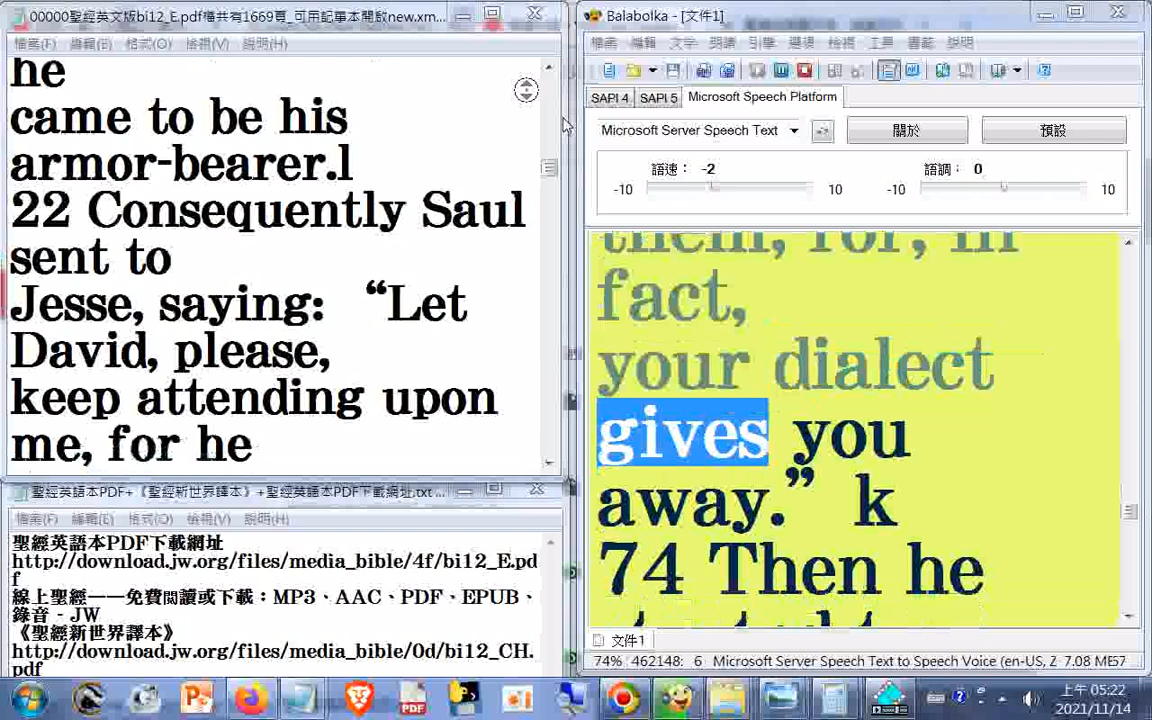 00000聖經英文版bi12_E.pdf檔共有1669頁_可用記事本開啟new.xm...
檔案(F) 編輯(E) 格式(O) 檢視(V) 說明(H)
he
came to be his
armor-bearer.l
22 Consequently Saul
sent to
Jesse, saying: “Let
David, please,
keep attending upon
me, for he
聖經英語本PDF+《聖經新世界譯本》+聖經英語本PDF下載網址.txt ...
檔案(F) 編輯(E) 格式(O) 檢視(V) 說明(H)
聖經英語本PDF下載網址
http://download.jw.org/files/media_bible/4f/bi12_E.pd
f
線上聖經——免費閱讀或下載：MP3、AAC、PDF、EPUB、
錄音 - JW
《聖經新世界譯本》
http://download.jw.org/files/media_bible/0d/bi12_CH.
pdf
Balabolka - [文件1]
檔案 編輯 文字 朗讀 引擎 選項 檢視 工具 書籤 說明
SAPI 4 SAPI 5 Microsoft Speech Platform
Microsoft Server Speech Text 關於 預設
語速： -2 語調： 0
-10 10 -10 10
them, for, in
fact,
your dialect
gives you
away.” k
74 Then he
文件1
74% 462148: 6 Microsoft Server Speech Text to Speech Voice (en-US, Z 7.08 ME57
PDF
上午 05:22
2021/11/14